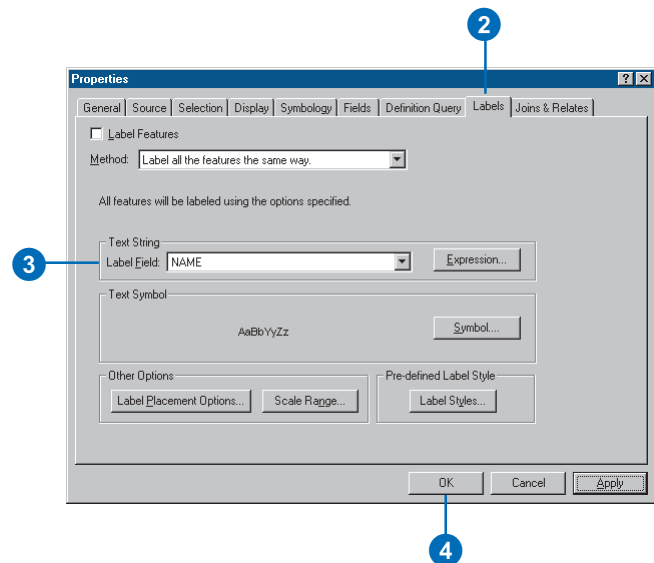 2
Properties
General Source Selection Display Symbology Fields Definition Query Labels Joins & Relates
Label Features
Method: Label all the features the same way.
All features will be labeled using the options specified.
Text String
3
Label Field: NAME Expression...
Text Symbol
AaBbYyZz Symbol...
Other Options Pre-defined Label Style
Label Placement Options... Scale Range... Label Styles...
OK Cancel Apply
4